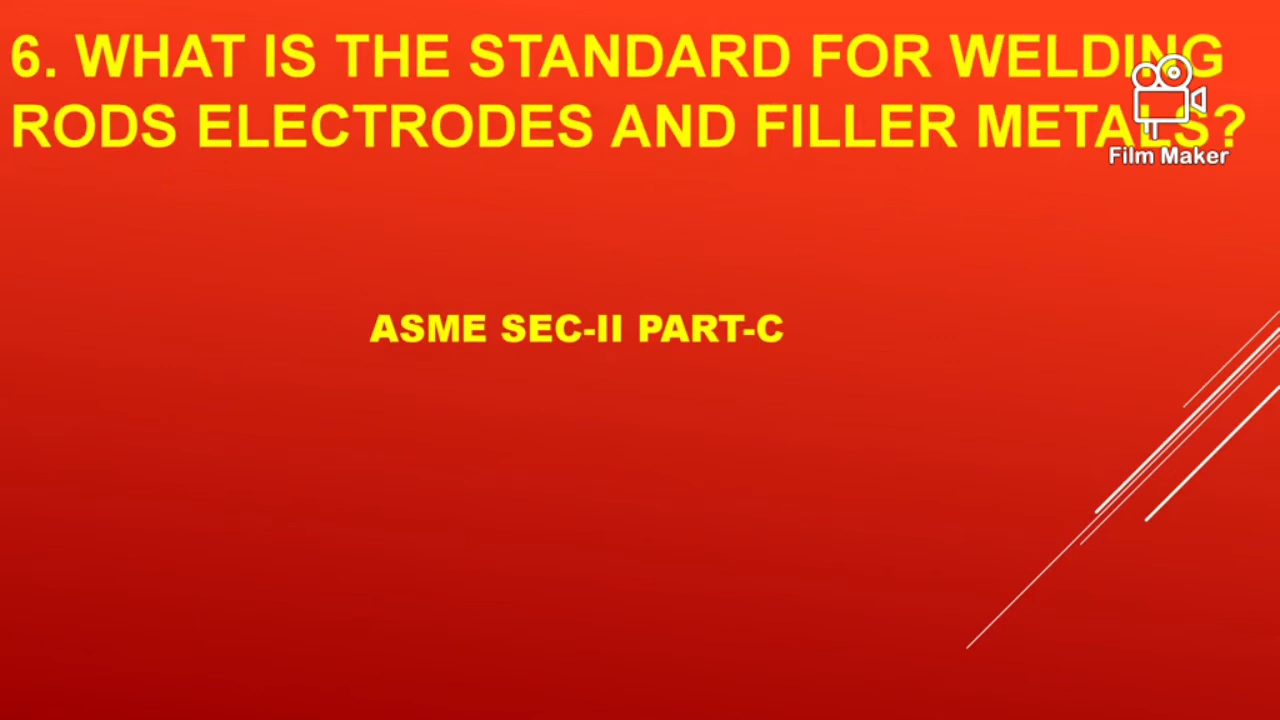 6. WHAT IS THE STANDARD FOR WELDING
RODS ELECTRODES AND FILLER METALS?
Film Maker
ASME SEC-II PART-C